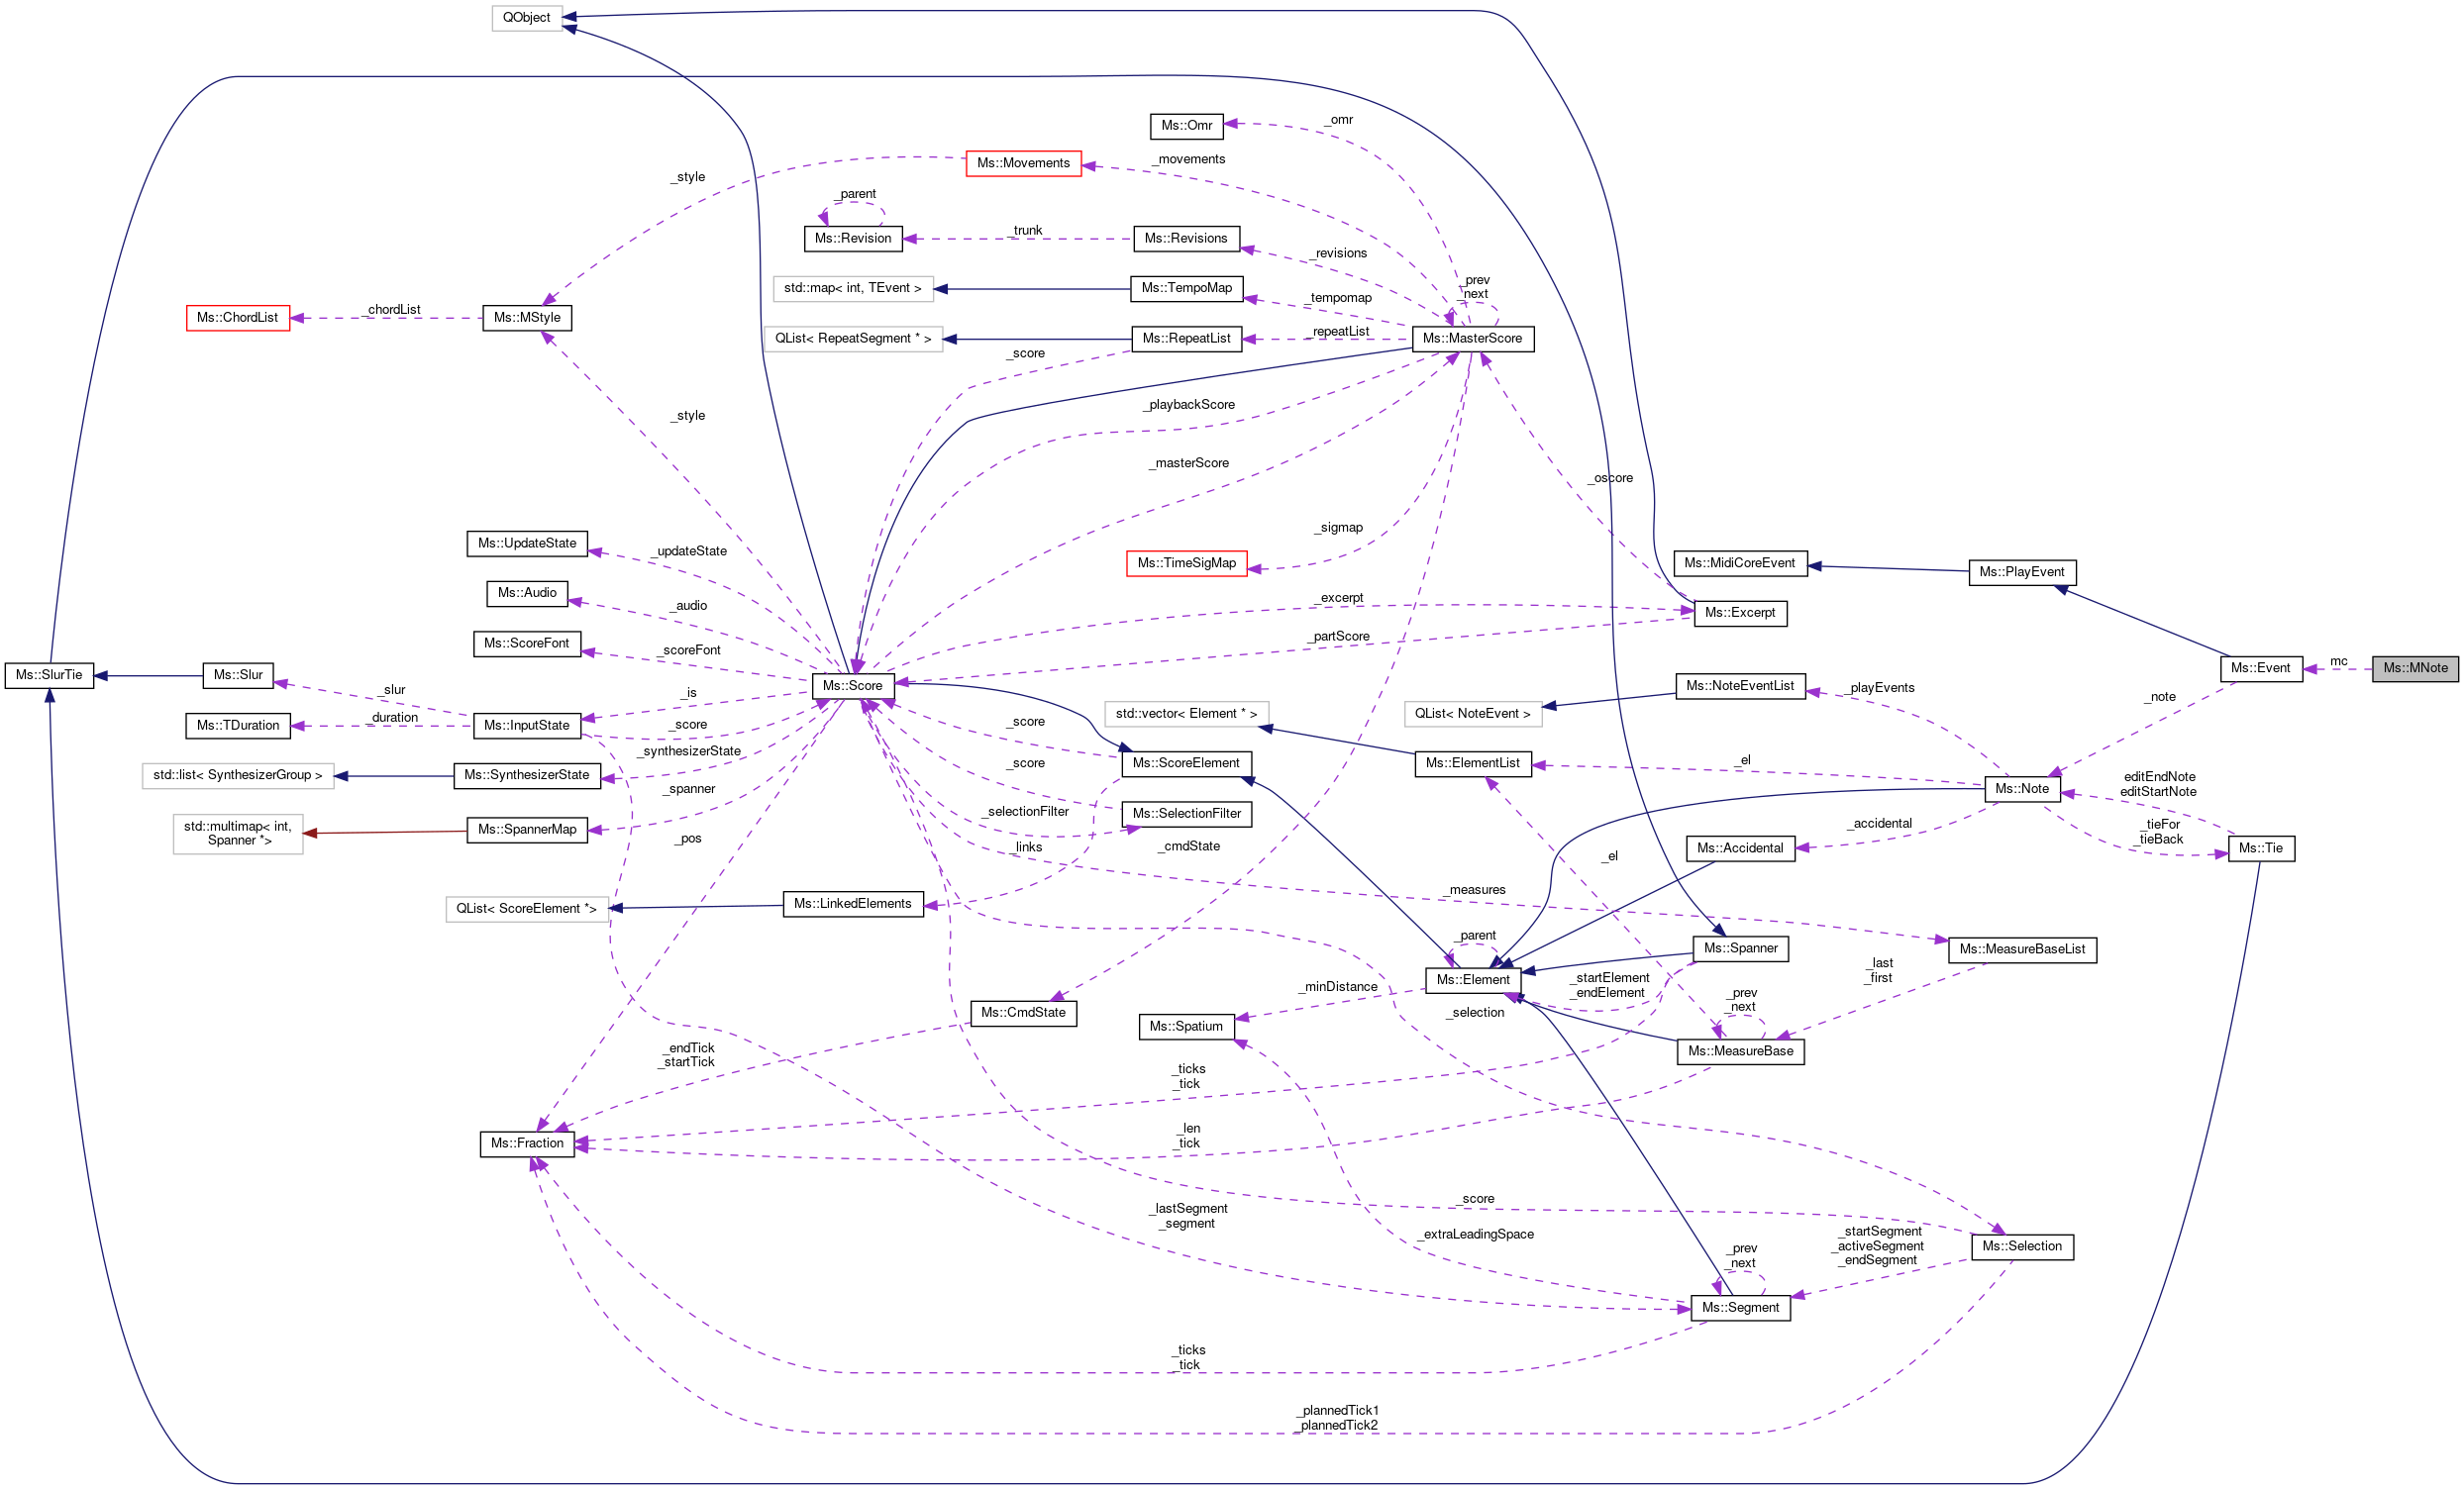 QObject
Ms::Omr
_omr
Ms::Movements
_movements
_style
_parent
Ms::Revision
_trunk
Ms::Revisions
_revisions
std::map< int, TEvent >
Ms::TempoMap
_tempomap
_prev
_next
Ms::ChordList
_chordList
Ms::MStyle
QList< RepeatSegment * >
Ms::RepeatList
_repeatList
Ms::MasterScore
_score
_style
_playbackScore
_masterScore
_oscore
_sigmap
Ms::UpdateState
_updateState
Ms::TimeSigMap
Ms::MidiCoreEvent
Ms::PlayEvent
Ms::Audio
_audio
_excerpt
Ms::Excerpt
Ms::ScoreFont
_scoreFont
_partScore
Ms::SlurTie
Ms::Slur
_slur
_is
Ms::Score
Ms::NoteEventList
_playEvents
Ms::Event
mc
Ms::MNote
_note
Ms::TDuration
_duration
Ms::InputState
_score
std::vector< Element * >
QList< NoteEvent >
_synthesizerState
_score
std::list< SynthesizerGroup >
Ms::SynthesizerState
Ms::ScoreElement
Ms::ElementList
_el
Ms::Note
editEndNote
editStartNote
_score
_spanner
_selectionFilter
Ms::SelectionFilter
std::multimap< int,
Spanner *>
Ms::SpannerMap
_pos
_links
_cmdState
_el
_accidental
Ms::Accidental
_tieFor
_tieBack
Ms::Tie
_measures
QList< ScoreElement *>
Ms::LinkedElements
_parent
Ms::Spanner
Ms::MeasureBaseList
Ms::Element
_minDistance
_startElement
_endElement
_last
_first
_prev
_next
Ms::CmdState
Ms::Spatium
_selection
Ms::MeasureBase
_endTick
_startTick
_ticks
_tick
Ms::Fraction
_len
_tick
_lastSegment
_segment
_score
_extraLeadingSpace
_prev
_next
_startSegment
_activeSegment
_endSegment
Ms::Selection
Ms::Segment
_ticks
_tick
_plannedTick1
_plannedTick2